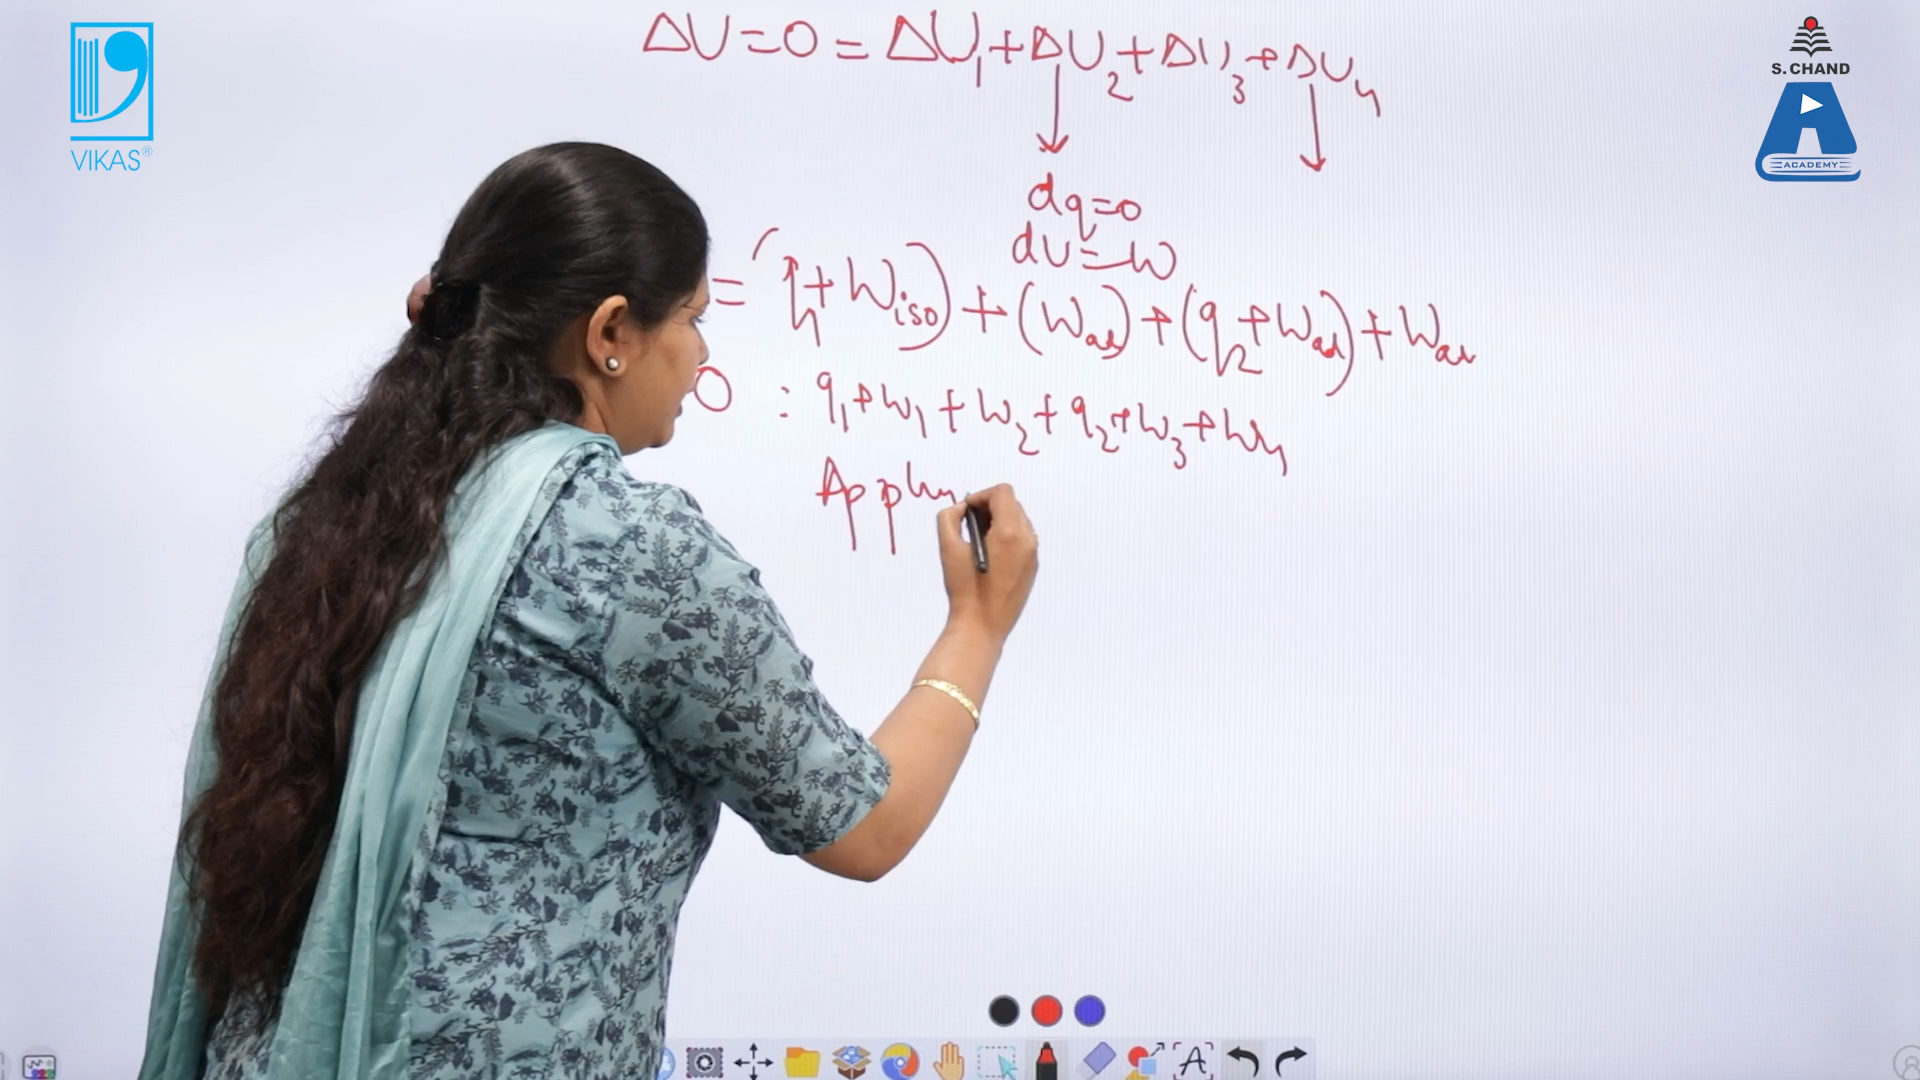 ΔU=0=ΔU₁+ΔU₂+ΔU₃+ΔU₄
dq=0
dU=W
=(q₁+Wiso)+(Wad)+(q₂+Wad)+Wad
0 : q₁+W₁+W₂+q₂+W₃+W₄
Apply
VIKAS®
S. CHAND
ACADEMY
A